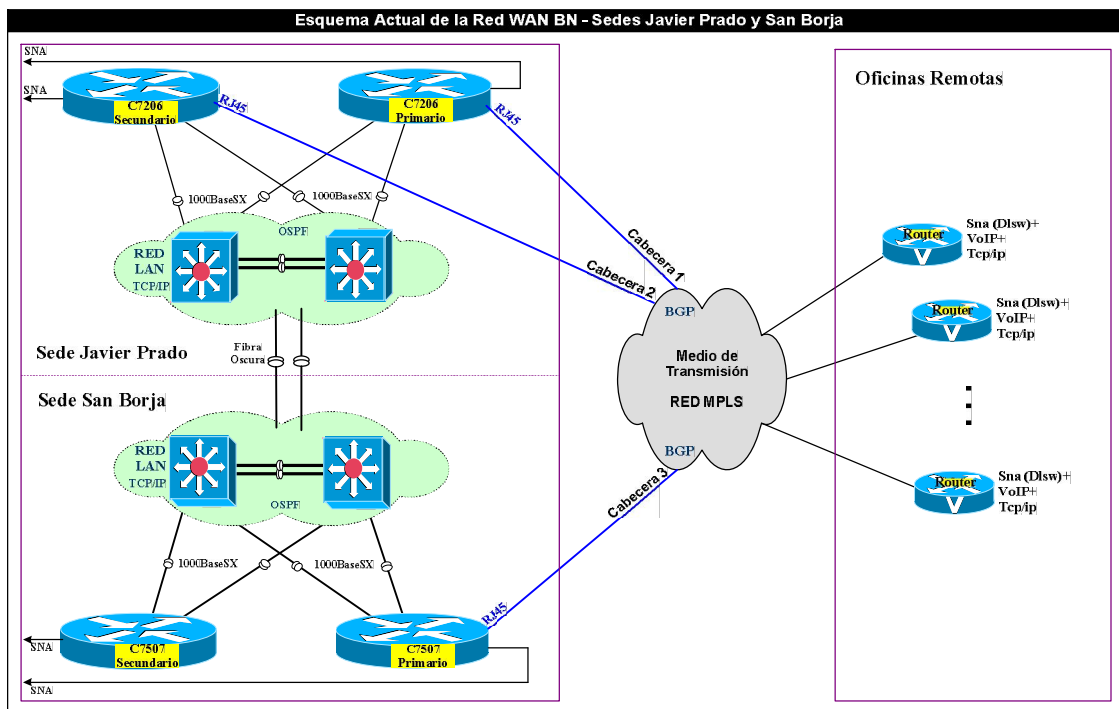 Esquema Actual de la Red WAN BN - Sedes Javier Prado y San Borja
SNA
SNA
C7206
Secundario
RJ45
C7206
Primario
RJ45
1000BaseSX
1000BaseSX
OSPF
RED
LAN
TCP/IP
Sede Javier Prado
Fibra
Oscura
Sede San Borja
RED
LAN
TCP/IP
OSPF
1000BaseSX
1000BaseSX
C7507
Secundario
C7507
Primario
RJ45
SNA
SNA
Cabecera 1
Cabecera 2
BGP
Medio de
Transmisión
RED MPLS
BGP
Cabecera 3
Oficinas Remotas
Router
Sna (Dlsw)+
VoIP+
Tcp/ip
Router
Sna (Dlsw)+
VoIP+
Tcp/ip
Router
Sna (Dlsw)+
VoIP+
Tcp/ip